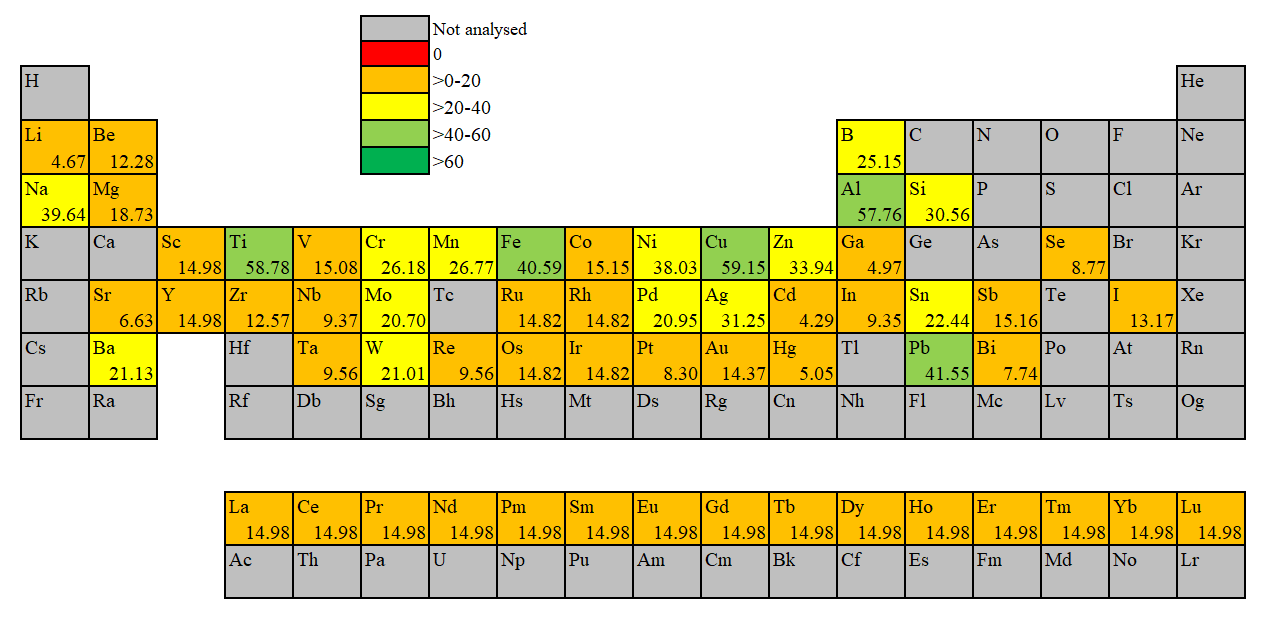 Not analysed
0
>0-20
H He
>20-40
>40-60
Li Be B C N O F Ne
>60
4.67 12.28 25.15
Na Mg Al Si P S Cl Ar
39.64 18.73 57.76 30.56
K Ca Sc Ti V Cr Mn Fe Co Ni Cu Zn Ga Ge As Se Br Kr
14.98 58.78 15.08 26.18 26.77 40.59 15.15 38.03 59.15 33.94 4.97 8.77
Rb Sr Y Zr Nb Mo Tc Ru Rh Pd Ag Cd In Sn Sb Te I Xe
6.63 14.98 12.57 9.37 20.70 14.82 14.82 20.95 31.25 4.29 9.35 22.44 15.16 13.17
Cs Ba Hf Ta W Re Os Ir Pt Au Hg Tl Pb Bi Po At Rn
21.13 9.56 21.01 9.56 14.82 14.82 8.30 14.37 5.05 41.55 7.74
Fr Ra Rf Db Sg Bh Hs Mt Ds Rg Cn Nh Fl Mc Lv Ts Og
La Ce Pr Nd Pm Sm Eu Gd Tb Dy Ho Er Tm Yb Lu
14.98 14.98 14.98 14.98 14.98 14.98 14.98 14.98 14.98 14.98 14.98 14.98 14.98 14.98 14.98
Ac Th Pa U Np Pu Am Cm Bk Cf Es Fm Md No Lr